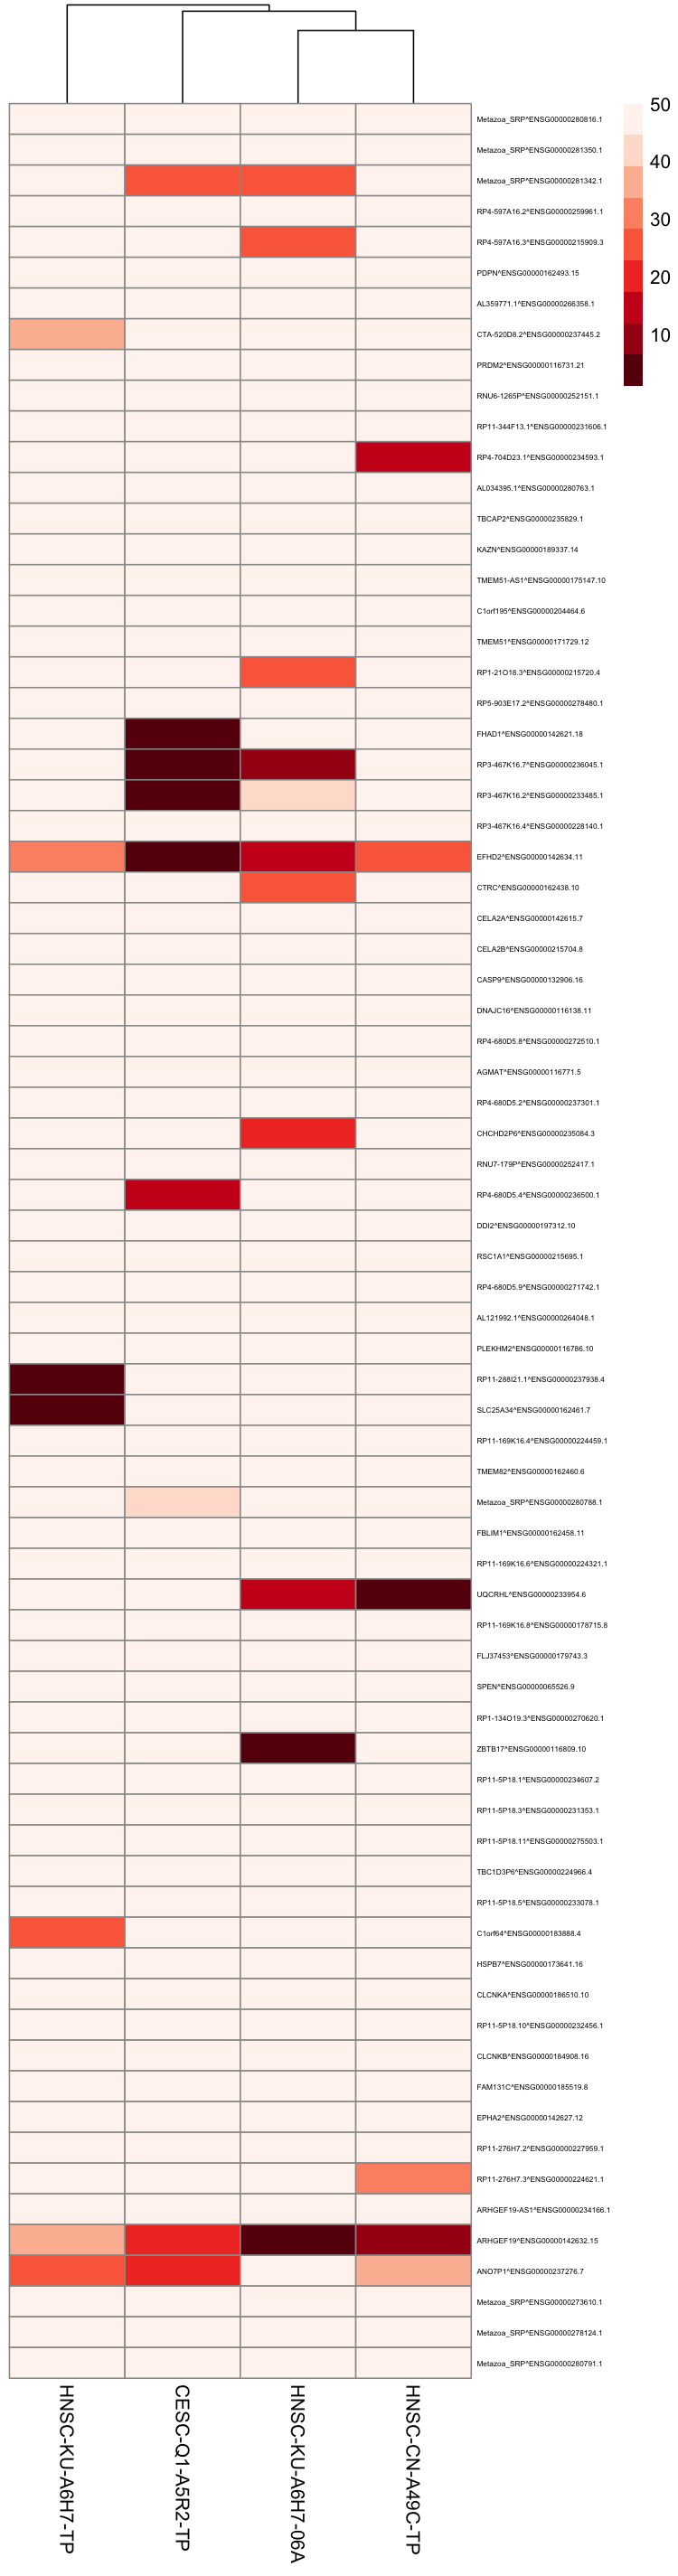 50
40
30
20
10
Metazoa_SRP^ENSG00000280816.1
Metazoa_SRP^ENSG00000281350.1
Metazoa_SRP^ENSG00000281342.1
RP4-597A16.2^ENSG00000259961.1
RP4-597A16.3^ENSG00000215909.3
PDPN^ENSG00000162493.15
AL359771.1^ENSG00000266358.1
CTA-520D8.2^ENSG00000237445.2
PRDM2^ENSG00000116731.21
RNU6-1265P^ENSG00000252151.1
RP11-344F13.1^ENSG00000231606.1
RP4-704D23.1^ENSG00000234593.1
AL034395.1^ENSG00000280763.1
TBCAP2^ENSG00000235829.1
KAZN^ENSG00000189337.14
TMEM51-AS1^ENSG00000175147.10
C1orf195^ENSG00000204464.6
TMEM51^ENSG00000171729.12
RP1-21O18.3^ENSG00000215720.4
RP5-903E17.2^ENSG00000278480.1
FHAD1^ENSG00000142621.18
RP3-467K16.7^ENSG00000236045.1
RP3-467K16.2^ENSG00000233485.1
RP3-467K16.4^ENSG00000228140.1
EFHD2^ENSG00000142634.11
CTRC^ENSG00000162438.10
CELA2A^ENSG00000142615.7
CELA2B^ENSG00000215704.8
CASP9^ENSG00000132906.16
DNAJC16^ENSG00000116138.11
RP4-680D5.8^ENSG00000272510.1
AGMAT^ENSG00000116771.5
RP4-680D5.2^ENSG00000237301.1
CHCHD2P6^ENSG00000235084.3
RNU7-179P^ENSG00000252417.1
RP4-680D5.4^ENSG00000236500.1
DDI2^ENSG00000197312.10
RSC1A1^ENSG00000215695.1
RP4-680D5.9^ENSG00000271742.1
AL121992.1^ENSG00000264048.1
PLEKHM2^ENSG00000116786.10
RP11-288I21.1^ENSG00000237938.4
SLC25A34^ENSG00000162461.7
RP11-169K16.4^ENSG00000224459.1
TMEM82^ENSG00000162460.6
Metazoa_SRP^ENSG00000280788.1
FBLIM1^ENSG00000162458.11
RP11-169K16.6^ENSG00000224321.1
UQCRHL^ENSG00000233954.6
RP11-169K16.8^ENSG00000178715.8
FLJ37453^ENSG00000179743.3
SPEN^ENSG00000065526.9
RP1-134O19.3^ENSG00000270620.1
ZBTB17^ENSG00000116809.10
RP11-5P18.1^ENSG00000234607.2
RP11-5P18.3^ENSG00000231353.1
RP11-5P18.11^ENSG00000275503.1
TBC1D3P6^ENSG00000224966.4
RP11-5P18.5^ENSG00000233078.1
C1orf64^ENSG00000183888.4
HSPB7^ENSG00000173641.16
CLCNKA^ENSG00000186510.10
RP11-5P18.10^ENSG00000232456.1
CLCNKB^ENSG00000184908.16
FAM131C^ENSG00000185519.8
EPHA2^ENSG00000142627.12
RP11-276H7.2^ENSG00000227959.1
RP11-276H7.3^ENSG00000224621.1
ARHGEF19-AS1^ENSG00000234166.1
ARHGEF19^ENSG00000142632.15
ANO7P1^ENSG00000237276.7
Metazoa_SRP^ENSG00000273610.1
Metazoa_SRP^ENSG00000278124.1
Metazoa_SRP^ENSG00000280791.1
HNSC-KU-A6H7-TP
CESC-Q1-A5R2-TP
HNSC-KU-A6H7-06A
HNSC-CN-A49C-TP